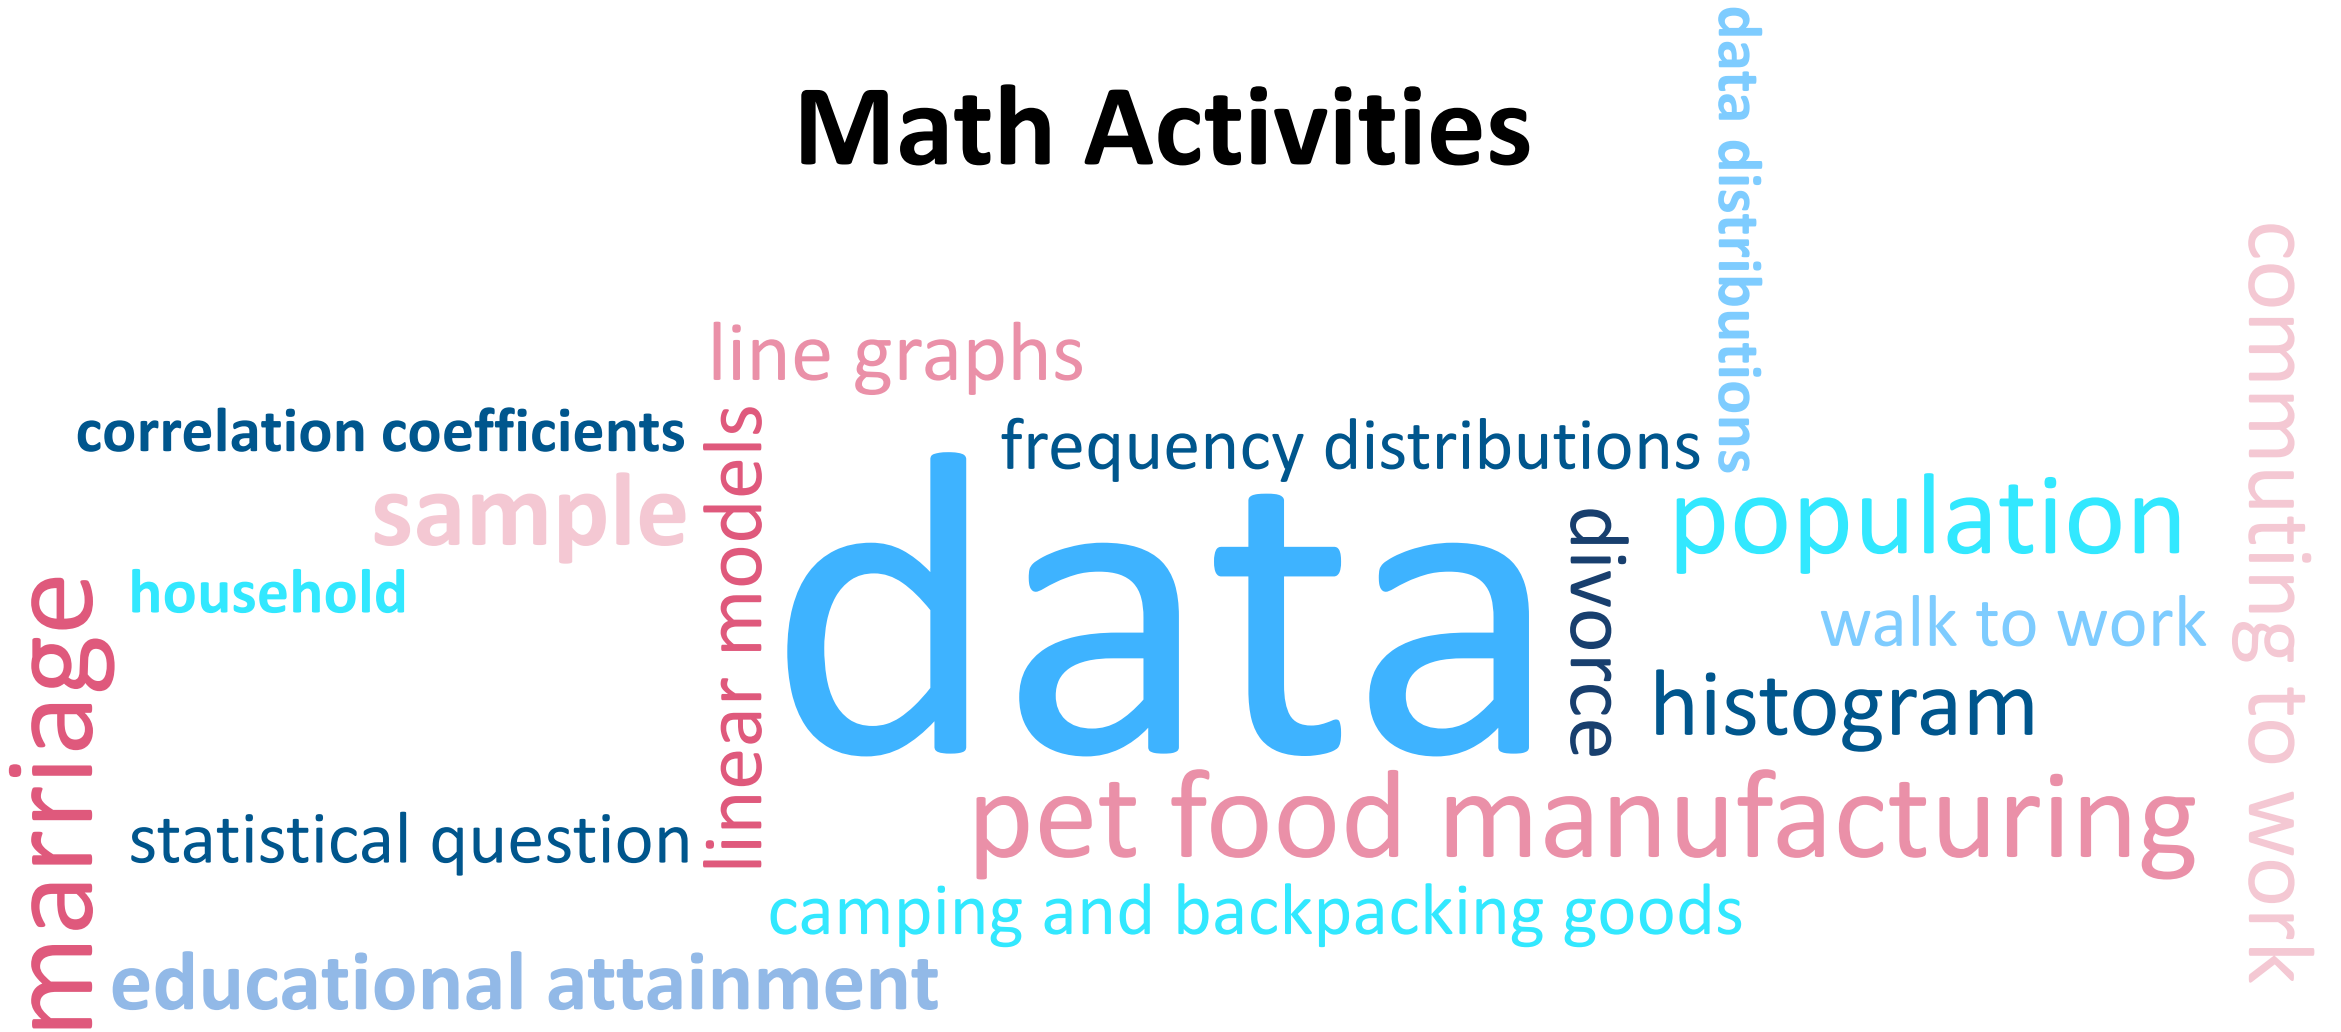 Math Activities
data distributions
commuting to work
line graphs
correlation coefficients
linear models
frequency distributions
sample
data
divorce
population
household
marriage
walk to work
histogram
statistical question
pet food manufacturing
camping and backpacking goods
educational attainment